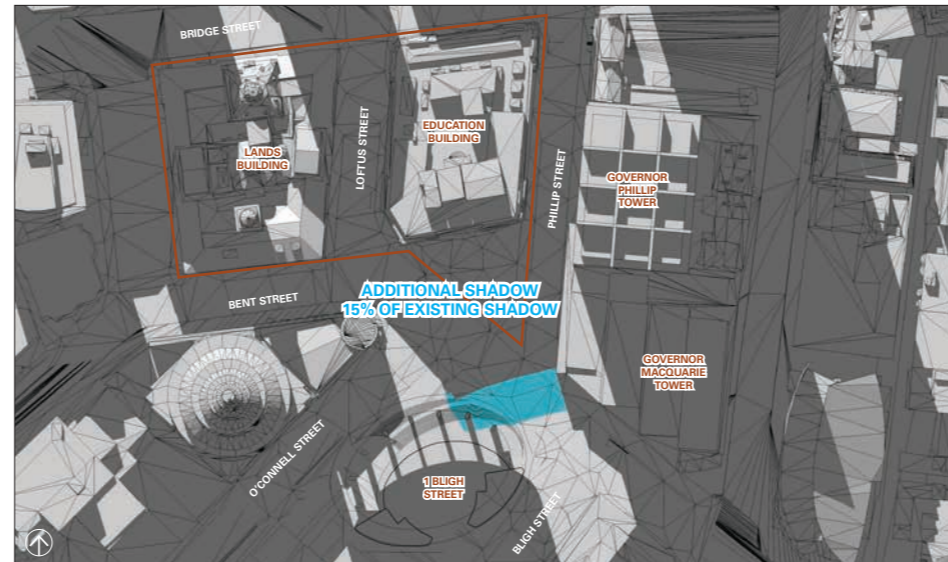 BRIDGE STREET
LANDS
BUILDING
LOFTUS STREET
EDUCATION
BUILDING
PHILLIP STREET
GOVERNOR
PHILLIP
TOWER
BENT STREET
ADDITIONAL SHADOW
15% OF EXISTING SHADOW
GOVERNOR
MACQUARIE
TOWER
O'CONNELL STREET
1 BLIGH
STREET
BLIGH STREET